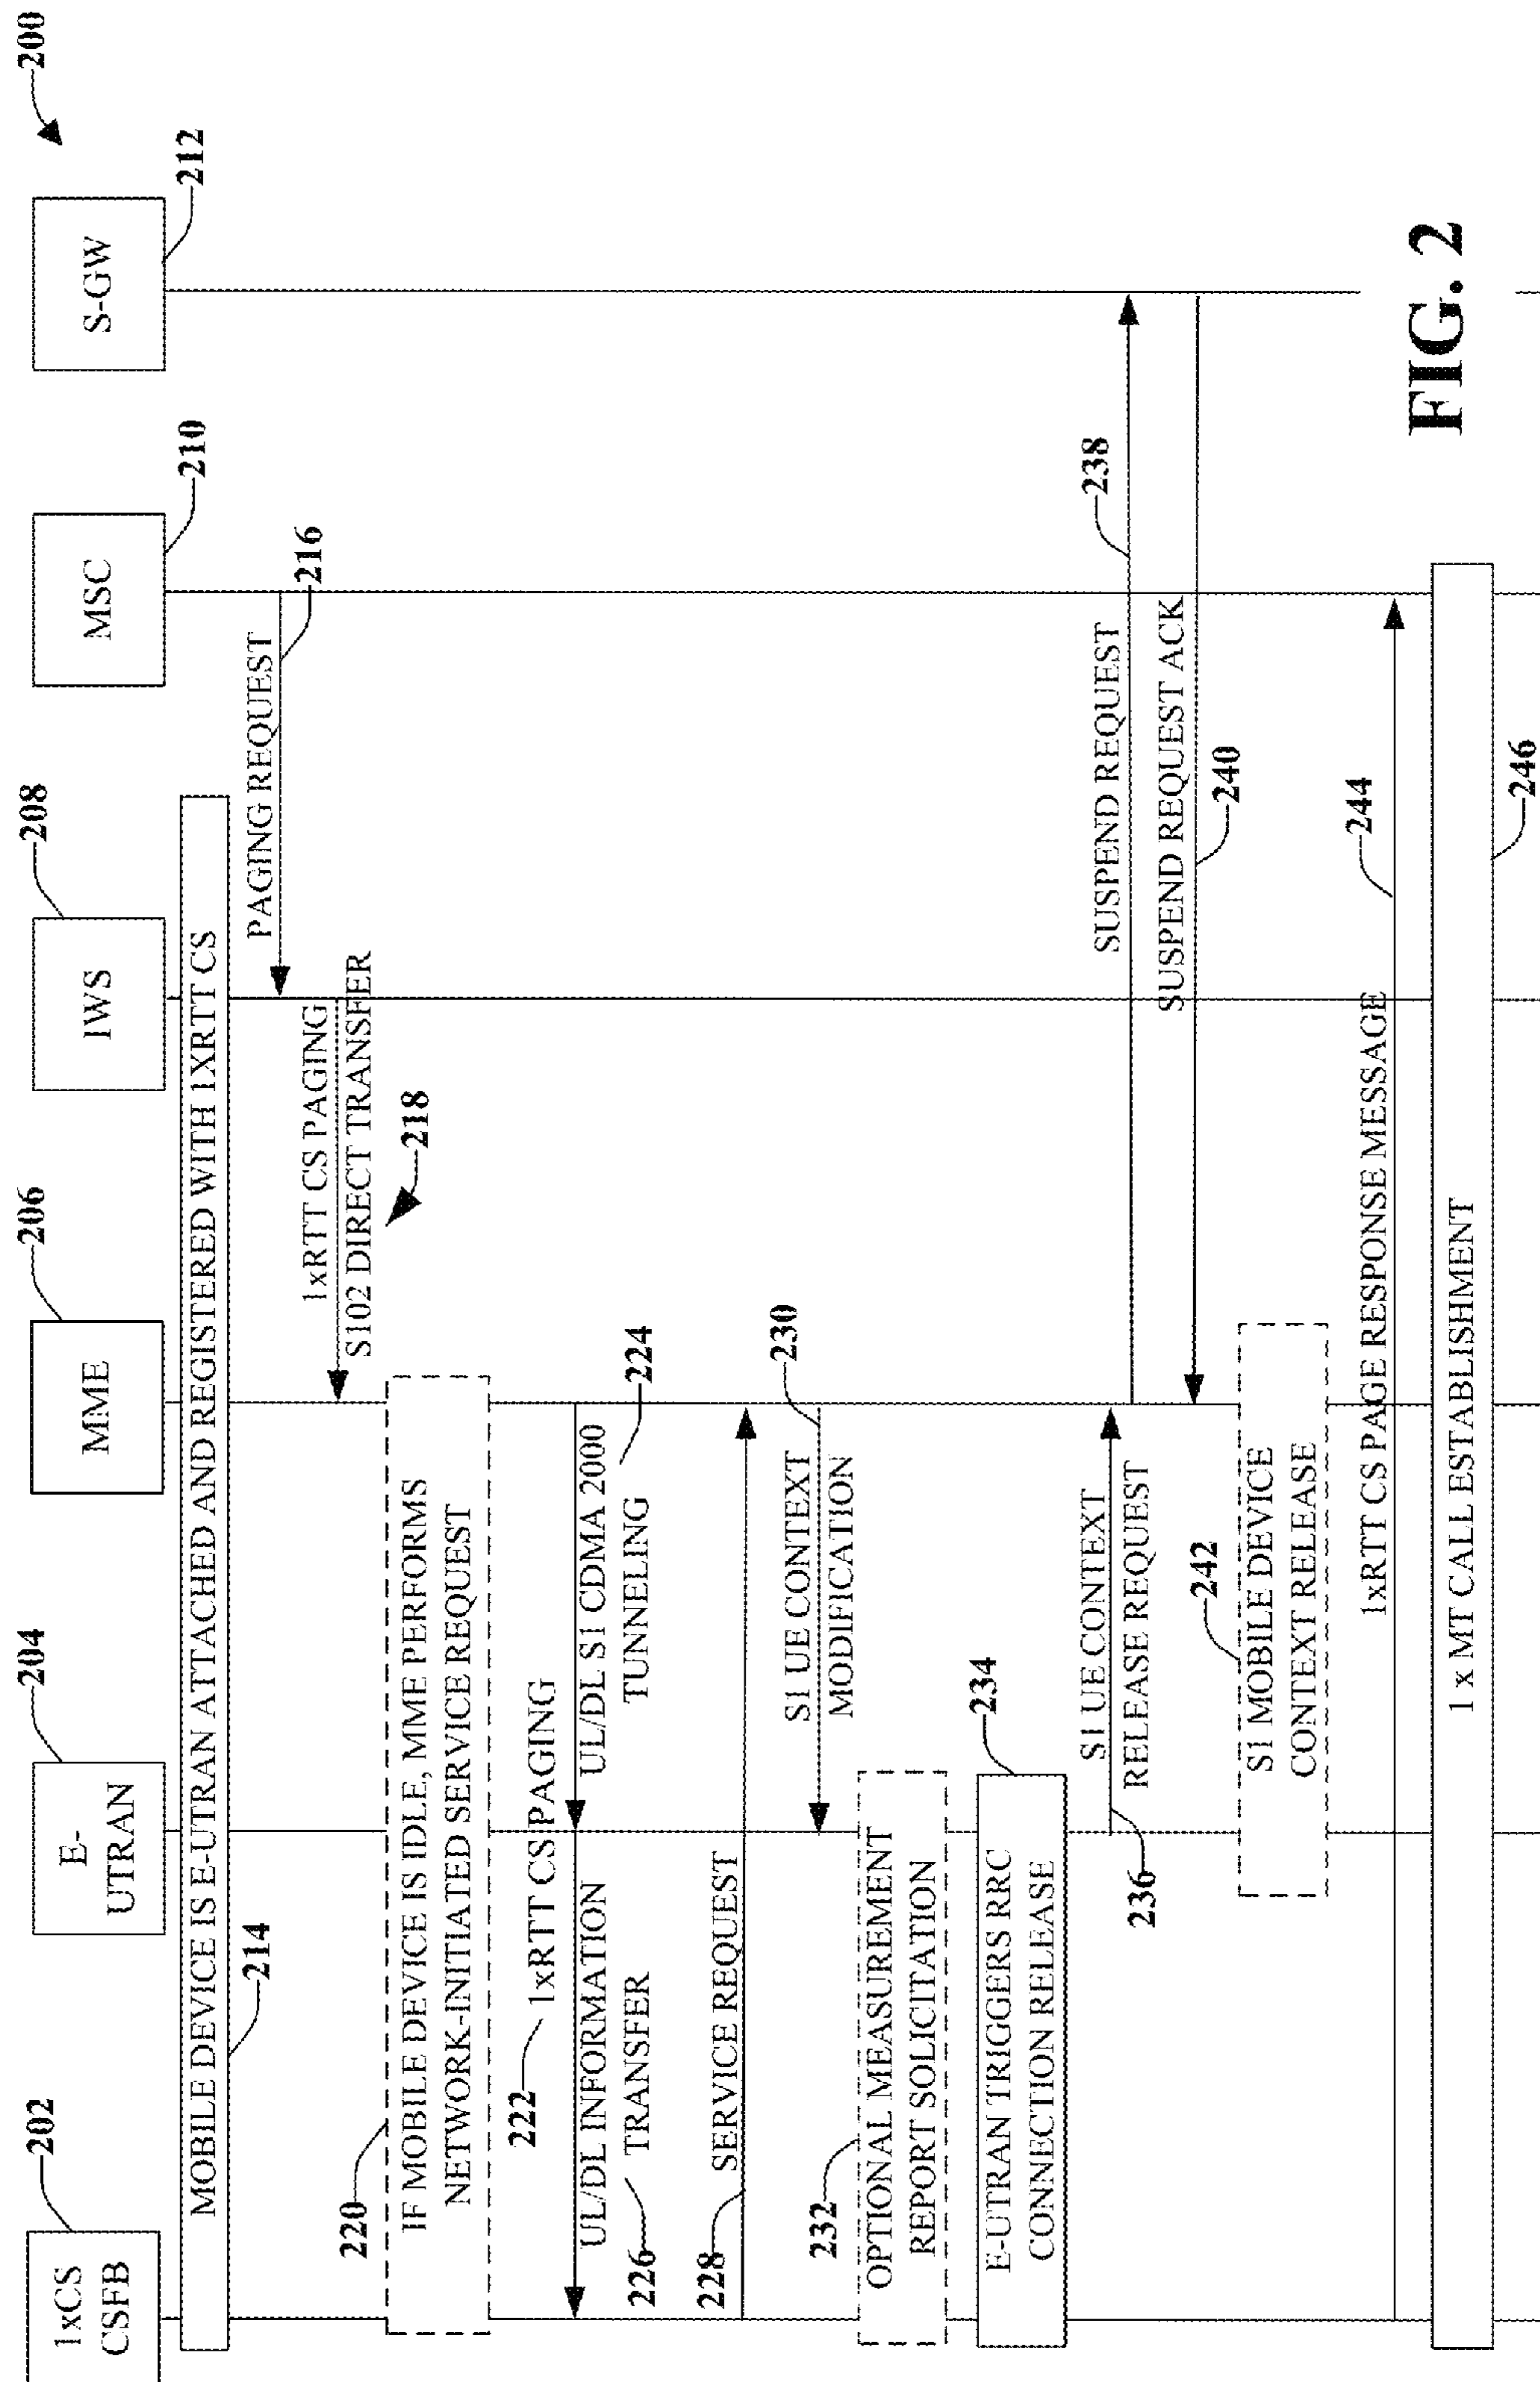 200
202
1xCS
CSFB
204
E-
UTRAN
206
MME
208
IWS
210
MSC
212
S-GW
MOBILE DEVICE IS E-UTRAN ATTACHED AND REGISTERED WITH 1XRTT CS
214
PAGING REQUEST
216
1xRTT CS PAGING
S102 DIRECT TRANSFER
218
220
IF MOBILE DEVICE IS IDLE, MME PERFORMS
NETWORK-INITIATED SERVICE REQUEST
222
1xRTT CS PAGING
UL/DL S1 CDMA 2000
TUNNELING
224
UL/DL INFORMATION
TRANSFER
226
228
SERVICE REQUEST
230
S1 UE CONTEXT
MODIFICATION
232
OPTIONAL MEASUREMENT
REPORT SOLICITATION
234
E-UTRAN TRIGGERS RRC
CONNECTION RELEASE
S1 UE CONTEXT
RELEASE REQUEST
236
SUSPEND REQUEST
238
SUSPEND REQUEST ACK
240
242
S1 MOBILE DEVICE
CONTEXT RELEASE
1xRTT CS PAGE RESPONSE MESSAGE
244
1 x MT CALL ESTABLISHMENT
246
FIG. 2